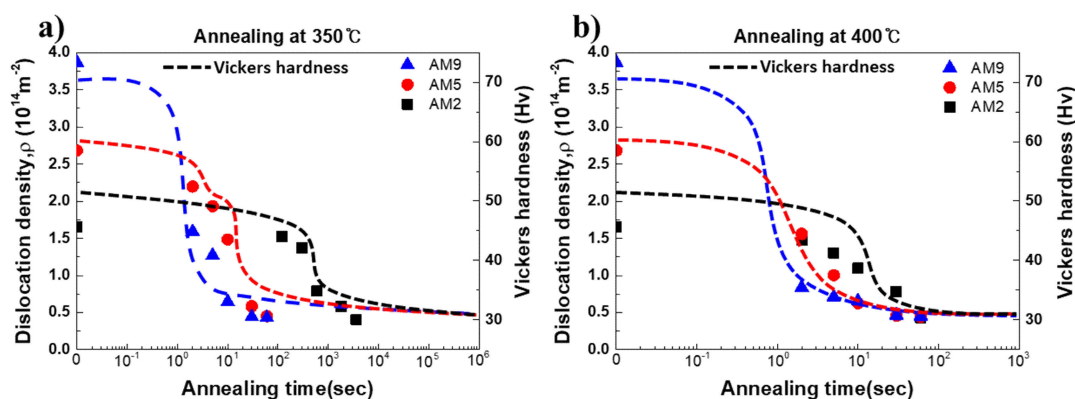 a)
Annealing at 350℃
Dislocation density,ρ (10¹⁴m⁻²)
4.0
3.5
3.0
2.5
2.0
1.5
1.0
0.5
0.0
Vickers hardness
AM9
AM5
AM2
70
60
50
40
30
Vickers hardness (Hv)
0 10⁻¹ 10⁰ 10¹ 10² 10³ 10⁴ 10⁵ 10⁶
Annealing time(sec)
b)
Annealing at 400℃
Dislocation density,ρ (10¹⁴m⁻²)
4.0
3.5
3.0
2.5
2.0
1.5
1.0
0.5
0.0
Vickers hardness
AM9
AM5
AM2
70
60
50
40
30
Vickers hardness (Hv)
0 10⁻¹ 10⁰ 10¹ 10² 10³
Annealing time(sec)